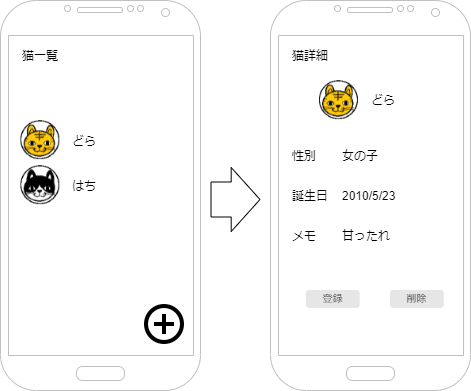 猫一覧
どら
はち
猫詳細
どら
性別 女の子
誕生日 2010/5/23
メモ 甘ったれ
登録 削除